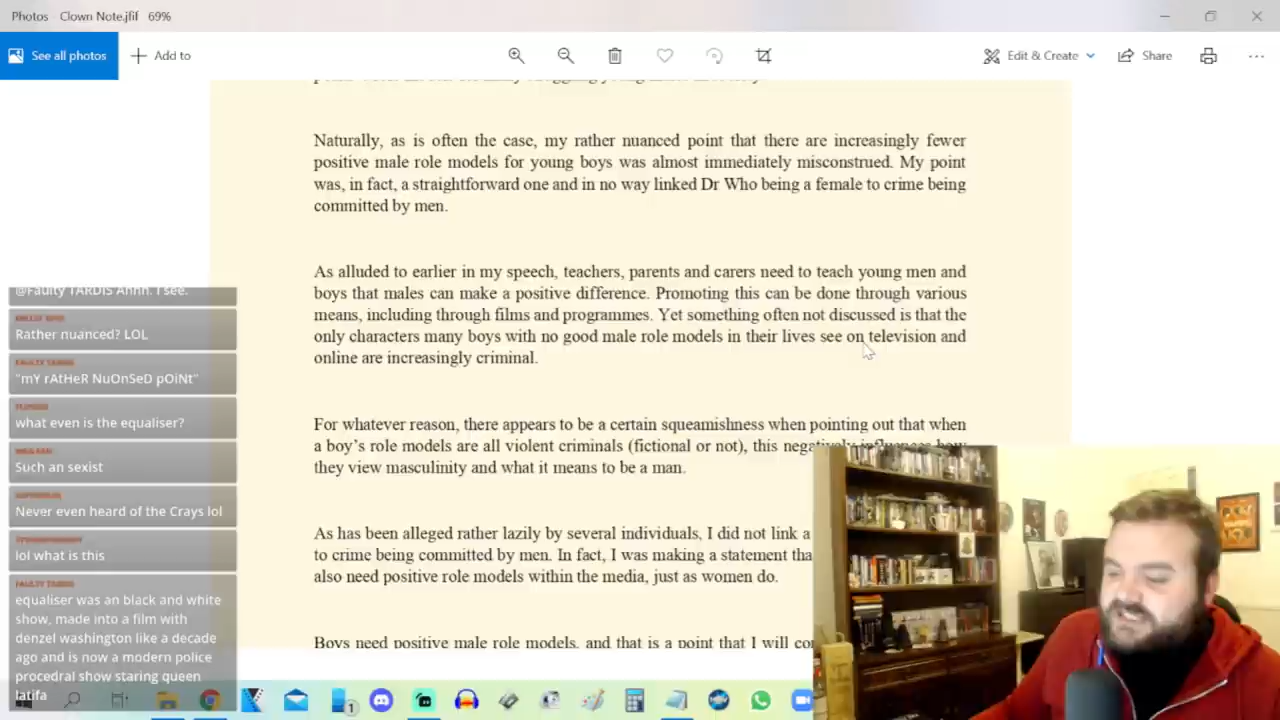 Photos Clown Note.jfif 69%
See all photos
Add to
Edit & Create
Share
Naturally, as is often the case, my rather nuanced point that there are increasingly fewer
positive male role models for young boys was almost immediately misconstrued. My point
was, in fact, a straightforward one and in no way linked Dr Who being a female to crime being
committed by men.
As alluded to earlier in my speech, teachers, parents and carers need to teach young men and
boys that males can make a positive difference. Promoting this can be done through various
means, including through films and programmes. Yet something often not discussed is that the
only characters many boys with no good male role models in their lives see on television and
online are increasingly criminal.
For whatever reason, there appears to be a certain squeamishness when pointing out that when
a boy's role models are all violent criminals (fictional or not), this negatively influences how
they view masculinity and what it means to be a man.
As has been alleged rather lazily by several individuals, I did not link a
to crime being committed by men. In fact, I was making a statement tha
also need positive role models within the media, just as women do.
Boys need positive male role models, and that is a point that I will co
@Faulty TARDIS Ahhh. I see.
Rather nuanced? LOL
FAULTY TARDIS
"mY rAtHeR NuOnSeD pOiNt"
what even is the equaliser?
Such an sexist
Never even heard of the Crays lol
lol what is this
FAULTY TARDIS
equaliser was an black and white
show, made into a film with
denzel washington like a decade
ago and is now a modern police
procedral show staring queen
latifa
1